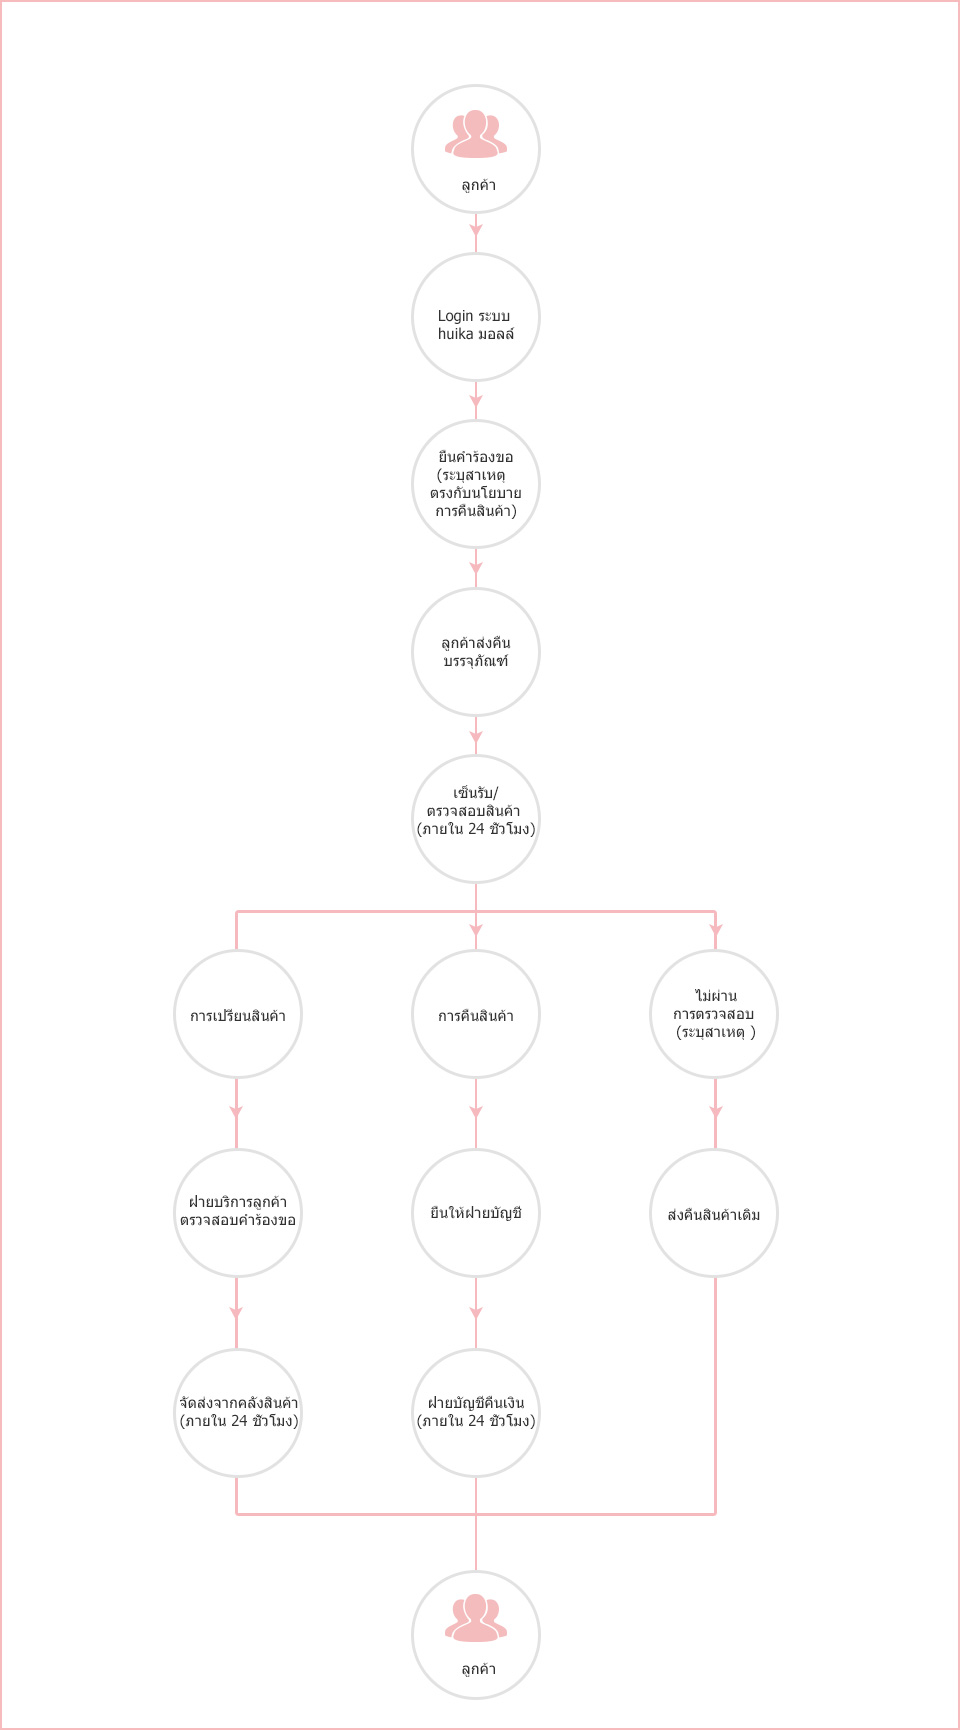 ลูกค้า
Login ระบบ
huika มอลล์
ยืนคำร้องขอ
(ระบุสาเหตุ
ตรงกับนโยบาย
การคืนสินค้า)
ลูกค้าส่งคืน
บรรจุภัณฑ์
เซ็นรับ/
ตรวจสอบสินค้า
(ภายใน 24 ชัวโมง)
การเปรียนสินค้า
การคืนสินค้า
ไม่ผ่าน
การตรวจสอบ
(ระบุสาเหตุ )
ฝายบริการลูกค้า
ตรวจสอบคำร้องขอ
ยืนให้ฝายบัญชี
ส่งคืนสินค้าเดิม
จัดส่งจากคลังสินค้า
(ภายใน 24 ชัวโมง)
ฝายบัญชีคืนเงิน
(ภายใน 24 ชัวโมง)
ลูกค้า